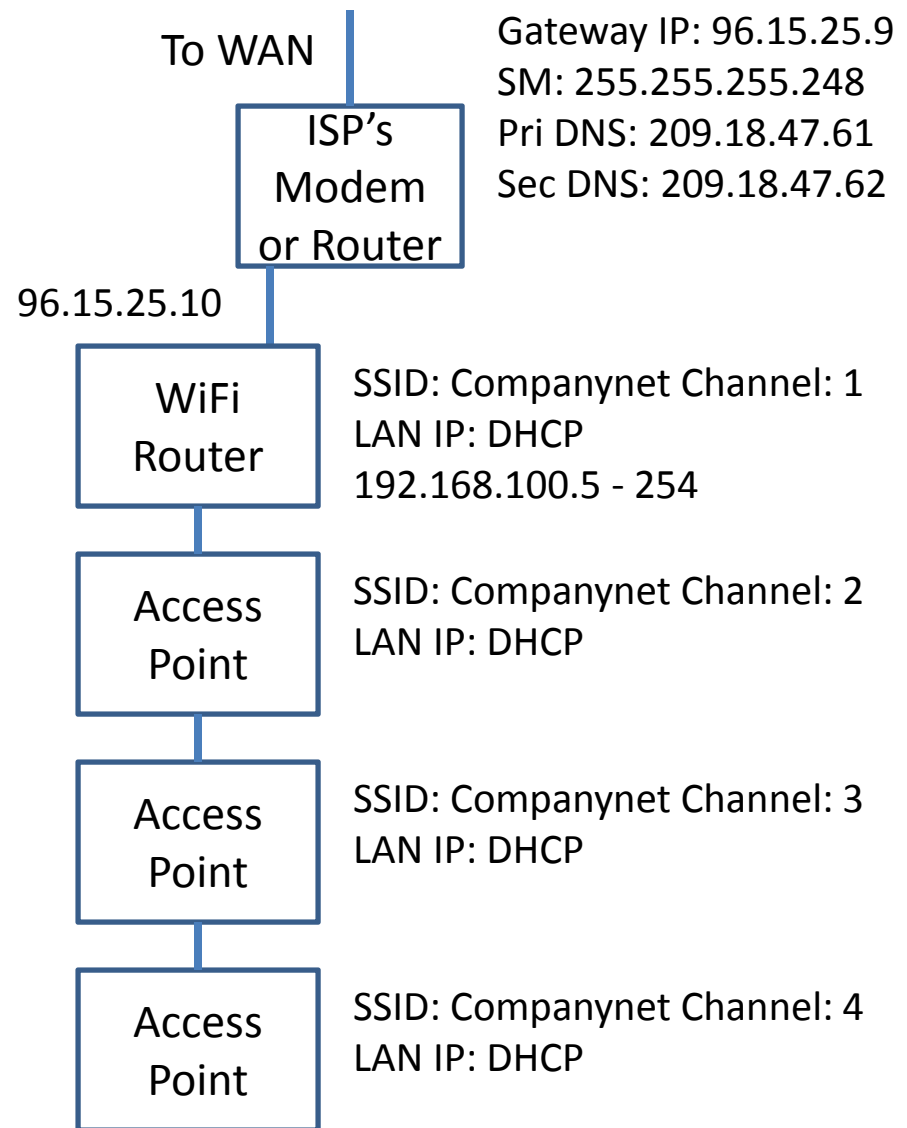 To WAN
Gateway IP: 96.15.25.9
SM: 255.255.255.248
Pri DNS: 209.18.47.61
Sec DNS: 209.18.47.62
ISP’s
Modem
or Router
96.15.25.10
WiFi
Router
SSID: Companynet Channel: 1
LAN IP: DHCP
192.168.100.5 - 254
Access
Point
SSID: Companynet Channel: 2
LAN IP: DHCP
Access
Point
SSID: Companynet Channel: 3
LAN IP: DHCP
Access
Point
SSID: Companynet Channel: 4
LAN IP: DHCP